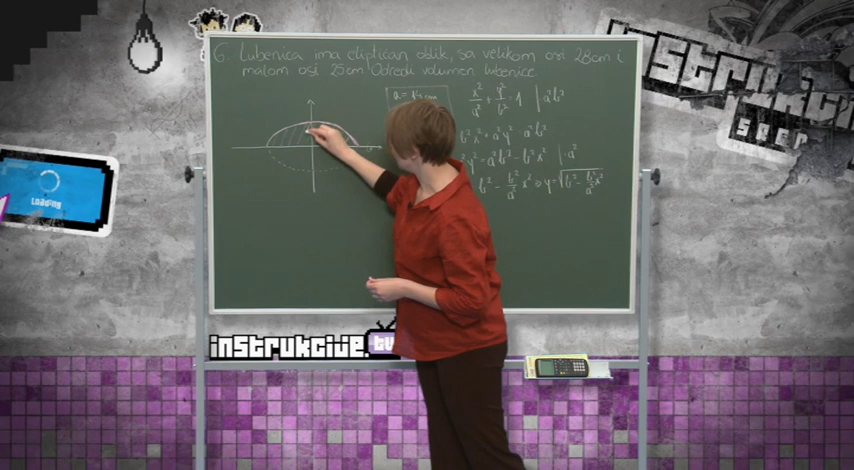 6. Lubenica ima eliptičan oblik, sa velikom osi 28cm i
malom osi 25cm. Odredi volumen lubenice.
x²/a² + y²/b² = 1 | a²b²
b²x² + a²y² = a²b²
²y² = a²b² - b²x² | : a²
b² - b²/a² x² ⇒ y = √(b² - b²/a² x²)
Loading
instrukcije.tv